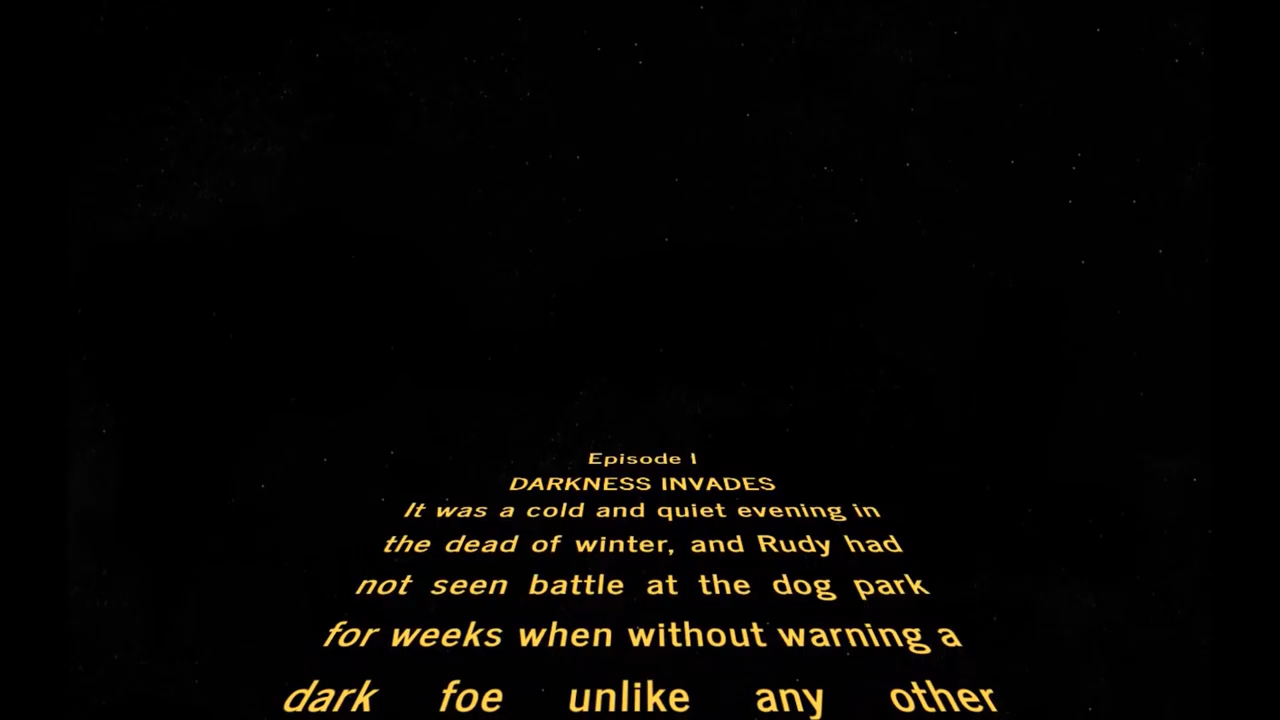 Episode I
DARKNESS INVADES
It was a cold and quiet evening in
the dead of winter, and Rudy had
not seen battle at the dog park
for weeks when without warning a
dark foe unlike any other